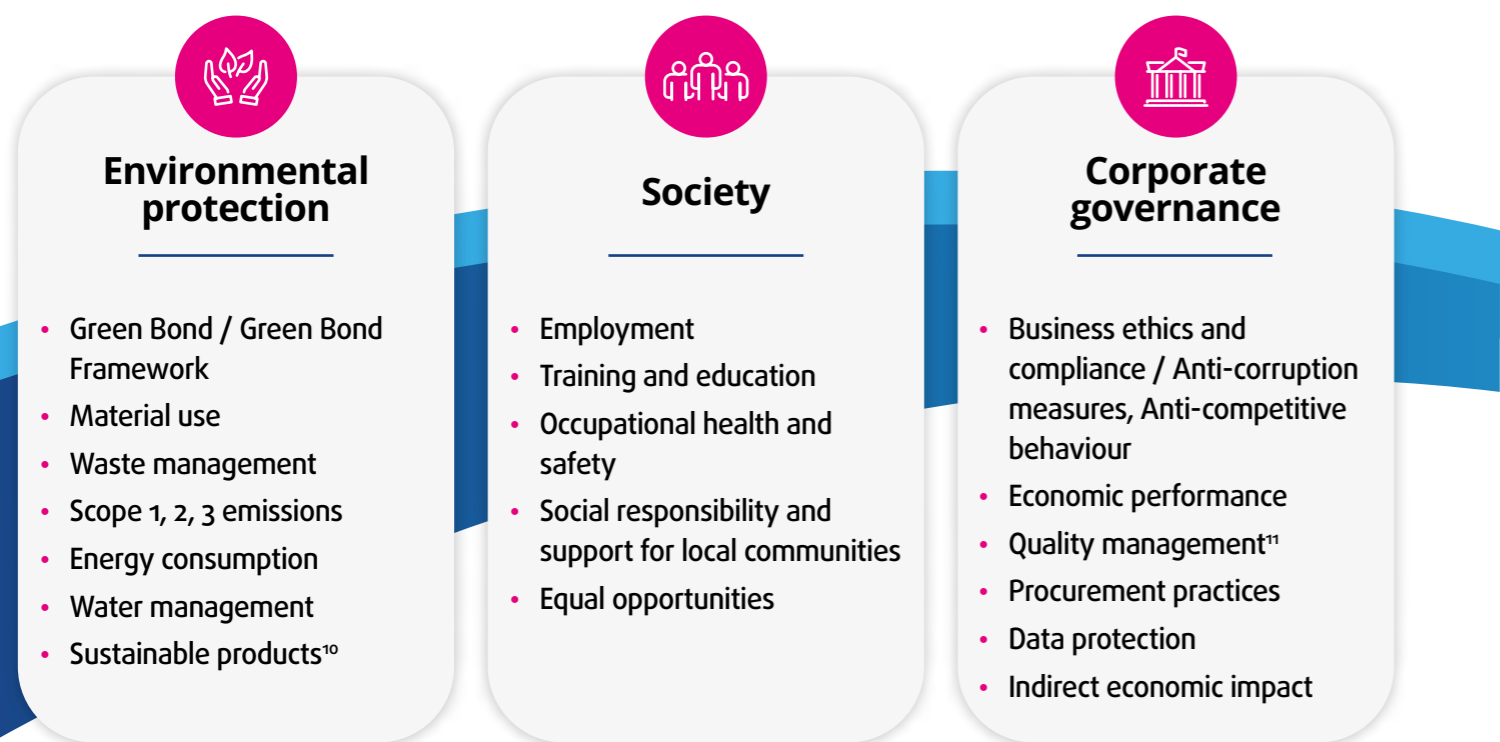 Environmental
protection
• Green Bond / Green Bond
Framework
• Material use
• Waste management
• Scope 1, 2, 3 emissions
• Energy consumption
• Water management
• Sustainable products¹⁰
Society
• Employment
• Training and education
• Occupational health and
safety
• Social responsibility and
support for local communities
• Equal opportunities
Corporate
governance
• Business ethics and
compliance / Anti-corruption
measures, Anti-competitive
behaviour
• Economic performance
• Quality management¹¹
• Procurement practices
• Data protection
• Indirect economic impact